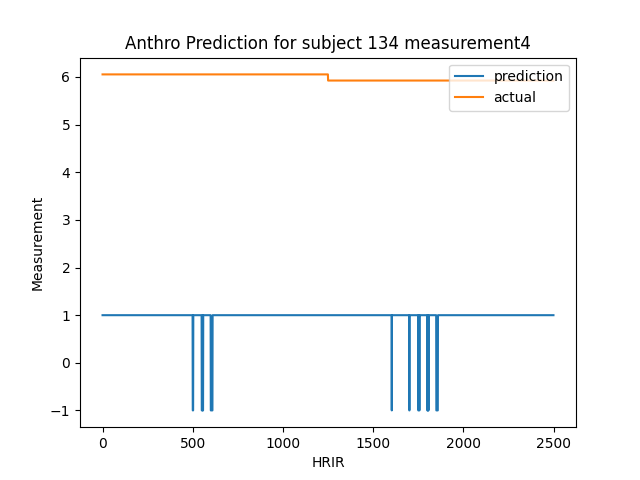 Anthro Prediction for subject 134 measurement4
prediction
actual
Measurement
6
5
4
3
2
1
0
−1
0 500 1000 1500 2000 2500
HRIR